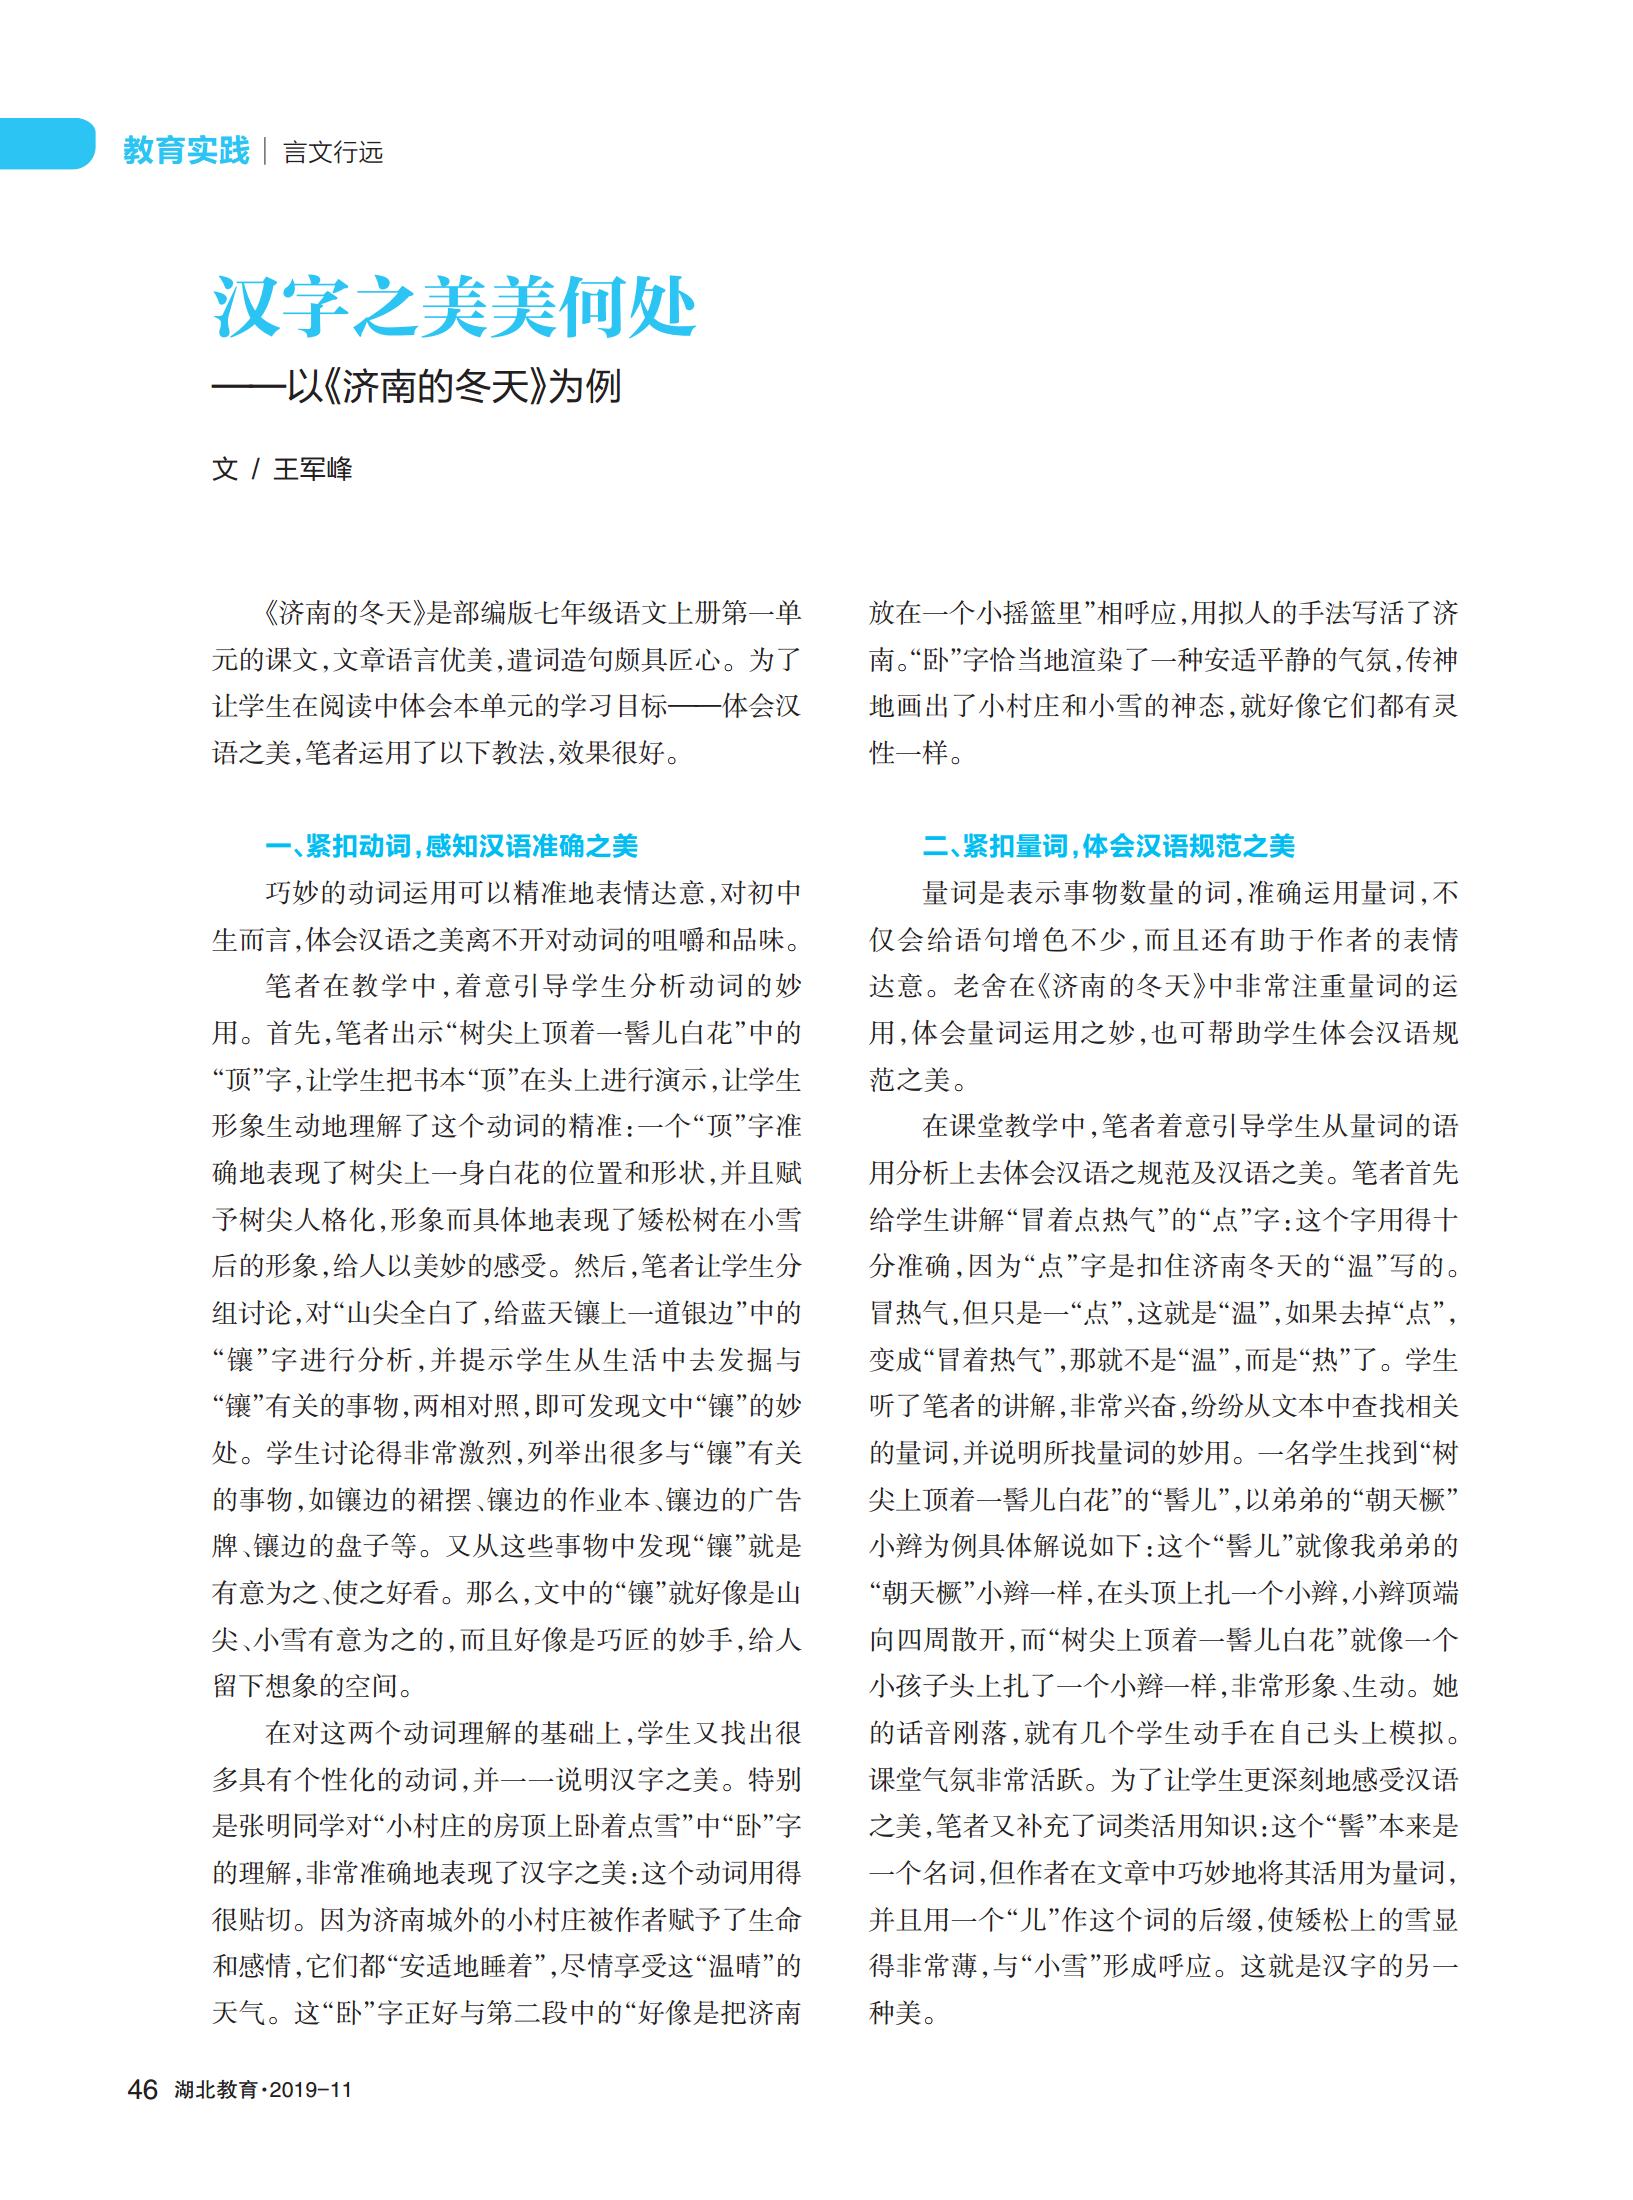 教育实践 | 言文行远
汉字之美美何处
——以《济南的冬天》为例
文 / 王军峰
《济南的冬天》是部编版七年级语文上册第一单
元的课文,文章语言优美,遣词造句颇具匠心。为了
让学生在阅读中体会本单元的学习目标——体会汉
语之美,笔者运用了以下教法,效果很好。
一、紧扣动词,感知汉语准确之美
巧妙的动词运用可以精准地表情达意,对初中
生而言,体会汉语之美离不开对动词的咀嚼和品味。
笔者在教学中,着意引导学生分析动词的妙
用。首先,笔者出示“树尖上顶着一髻儿白花”中的
“顶”字,让学生把书本“顶”在头上进行演示,让学生
形象生动地理解了这个动词的精准:一个“顶”字准
确地表现了树尖上一身白花的位置和形状,并且赋
予树尖人格化,形象而具体地表现了矮松树在小雪
后的形象,给人以美妙的感受。然后,笔者让学生分
组讨论,对“山尖全白了,给蓝天镶上一道银边”中的
“镶”字进行分析,并提示学生从生活中去发掘与
“镶”有关的事物,两相对照,即可发现文中“镶”的妙
处。学生讨论得非常激烈,列举出很多与“镶”有关
的事物,如镶边的裙摆、镶边的作业本、镶边的广告
牌、镶边的盘子等。又从这些事物中发现“镶”就是
有意为之、使之好看。那么,文中的“镶”就好像是山
尖、小雪有意为之的,而且好像是巧匠的妙手,给人
留下想象的空间。
在对这两个动词理解的基础上,学生又找出很
多具有个性化的动词,并一一说明汉字之美。特别
是张明同学对“小村庄的房顶上卧着点雪”中“卧”字
的理解,非常准确地表现了汉字之美:这个动词用得
很贴切。因为济南城外的小村庄被作者赋予了生命
和感情,它们都“安适地睡着”,尽情享受这“温晴”的
天气。这“卧”字正好与第二段中的“好像是把济南
放在一个小摇篮里”相呼应,用拟人的手法写活了济
南。“卧”字恰当地渲染了一种安适平静的气氛,传神
地画出了小村庄和小雪的神态,就好像它们都有灵
性一样。
二、紧扣量词,体会汉语规范之美
量词是表示事物数量的词,准确运用量词,不
仅会给语句增色不少,而且还有助于作者的表情
达意。老舍在《济南的冬天》中非常注重量词的运
用,体会量词运用之妙,也可帮助学生体会汉语规
范之美。
在课堂教学中,笔者着意引导学生从量词的语
用分析上去体会汉语之规范及汉语之美。笔者首先
给学生讲解“冒着点热气”的“点”字:这个字用得十
分准确,因为“点”字是扣住济南冬天的“温”写的。
冒热气,但只是一“点”,这就是“温”,如果去掉“点”,
变成“冒着热气”,那就不是“温”,而是“热”了。学生
听了笔者的讲解,非常兴奋,纷纷从文本中查找相关
的量词,并说明所找量词的妙用。一名学生找到“树
尖上顶着一髻儿白花”的“髻儿”,以弟弟的“朝天橛”
小辫为例具体解说如下:这个“髻儿”就像我弟弟的
“朝天橛”小辫一样,在头顶上扎一个小辫,小辫顶端
向四周散开,而“树尖上顶着一髻儿白花”就像一个
小孩子头上扎了一个小辫一样,非常形象、生动。她
的话音刚落,就有几个学生动手在自己头上模拟。
课堂气氛非常活跃。为了让学生更深刻地感受汉语
之美,笔者又补充了词类活用知识:这个“髻”本来是
一个名词,但作者在文章中巧妙地将其活用为量词,
并且用一个“儿”作这个词的后缀,使矮松上的雪显
得非常薄,与“小雪”形成呼应。这就是汉字的另一
种美。
46 湖北教育·2019-11